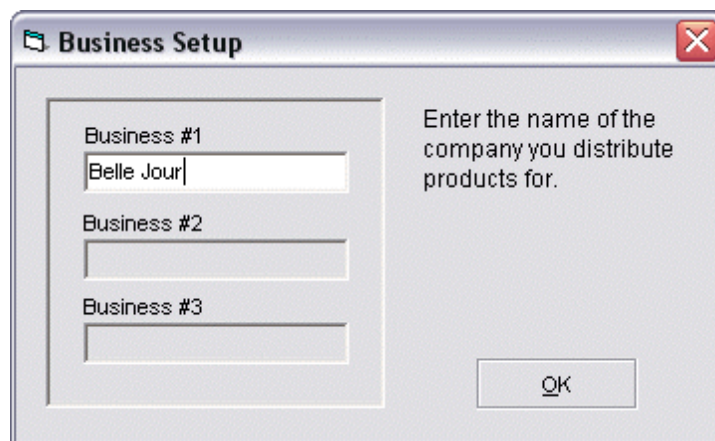 Business Setup
Business #1
Belle Jour
Business #2
Business #3
Enter the name of the
company you distribute
products for.
OK